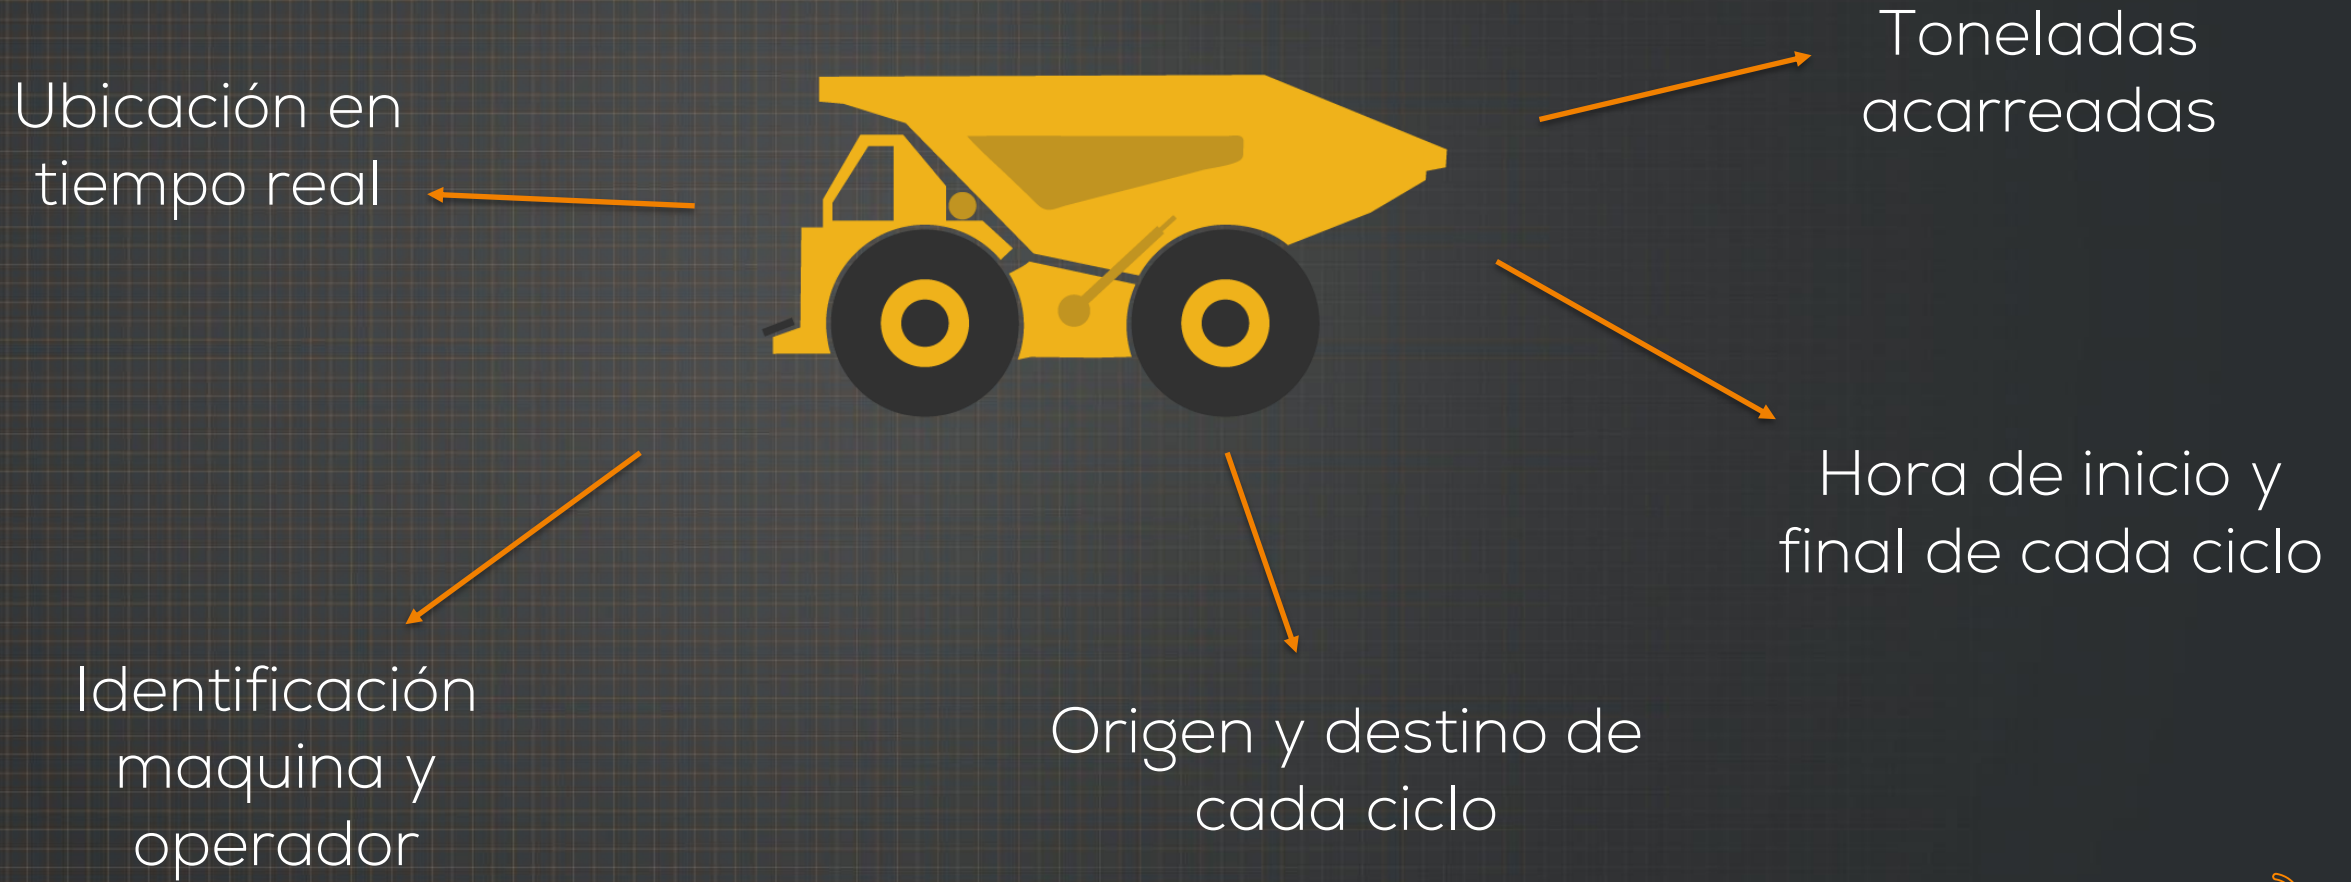 Toneladas
acarreadas
Ubicación en
tiempo real
Hora de inicio y
final de cada ciclo
Identificación
maquina y
operador
Origen y destino de
cada ciclo